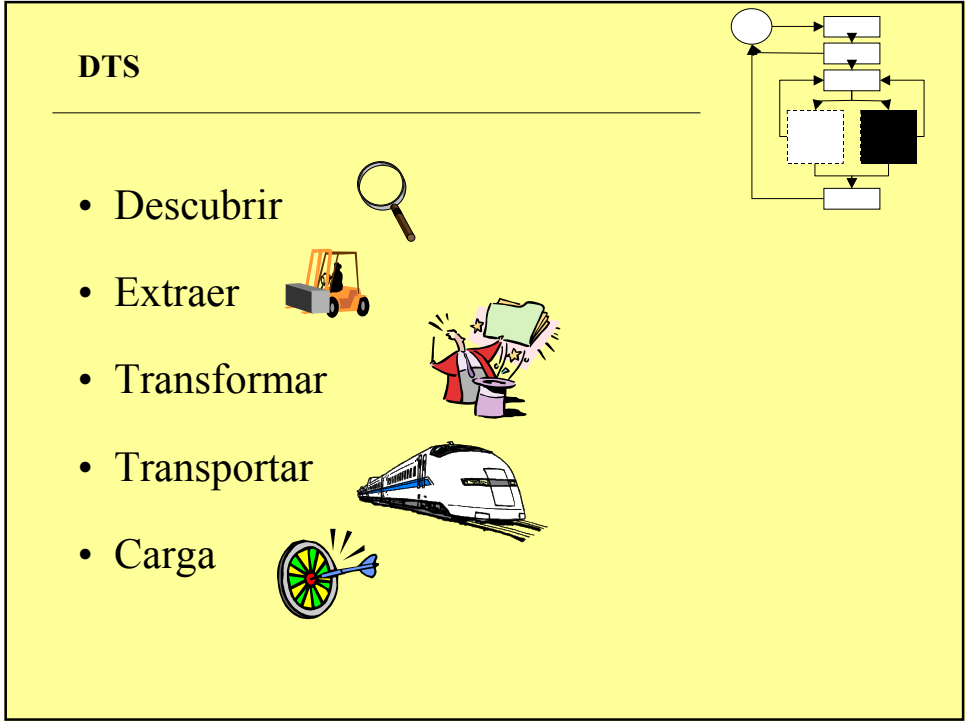 DTS
• Descubrir
• Extraer
• Transformar
• Transportar
• Carga